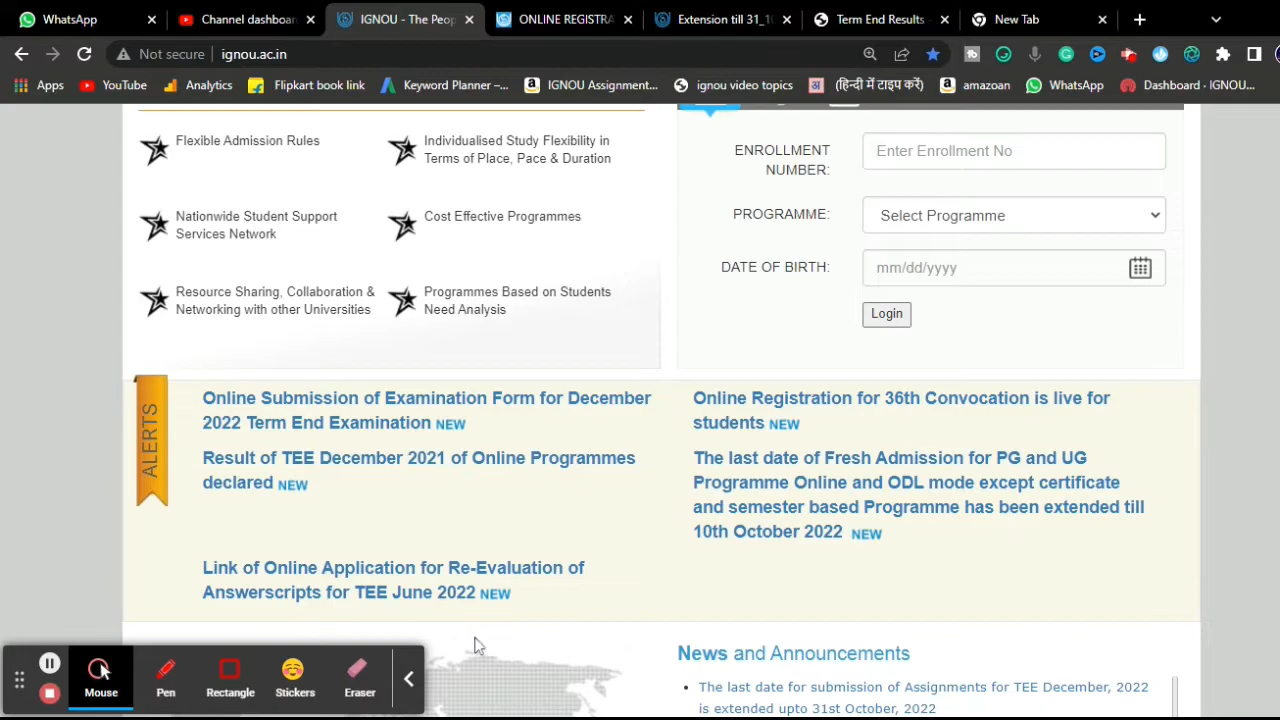 WhatsApp
Channel dashboan
IGNOU - The Peop
ONLINE REGISTRA
Extension till 31_10
Term End Results -
New Tab
Not secure
ignou.ac.in
Apps
YouTube
Analytics
Flipkart book link
Keyword Planner –...
IGNOU Assignment...
ignou video topics
(हिन्दी में टाइप करें)
amazoan
WhatsApp
Dashboard - IGNOU...
Flexible Admission Rules
Individualised Study Flexibility in
Terms of Place, Pace & Duration
Nationwide Student Support
Services Network
Cost Effective Programmes
Resource Sharing, Collaboration &
Networking with other Universities
Programmes Based on Students
Need Analysis
ENROLLMENT
NUMBER:
Enter Enrollment No
PROGRAMME:
Select Programme
DATE OF BIRTH:
mm/dd/yyyy
Login
ALERTS
Online Submission of Examination Form for December
2022 Term End Examination NEW
Result of TEE December 2021 of Online Programmes
declared NEW
Link of Online Application for Re-Evaluation of
Answerscripts for TEE June 2022 NEW
Online Registration for 36th Convocation is live for
students NEW
The last date of Frsh Admission for PG and UG
Programme Online and ODL mode except certificate
and semester based Programme has been extended till
10th October 2022 NEW
News and Announcements
The last date for submission of Assignments for TEE December, 2022
is extended upto 31st October, 2022
Mouse
Pen
Rectangle
Stickers
Eraser